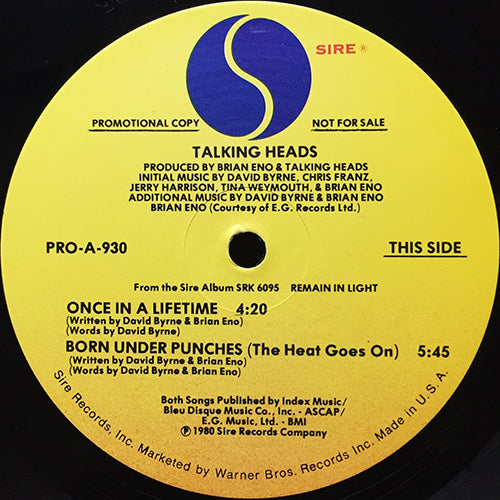 SIRE ®
PROMOTIONAL COPY
NOT FOR SALE
TALKING HEADS
PRODUCED BY BRIAN ENO & TALKING HEADS
INITIAL MUSIC BY DAVID BYRNE, CHRIS FRANZ,
JERRY HARRISON, TINA WEYMOUTH, & BRIAN ENO
ADDITIONAL MUSIC BY DAVID BYRNE & BRIAN ENO
BRIAN ENO (Courtesy of E.G. Records Ltd.)
PRO-A-930
THIS SIDE
From the Sire Album SRK 6095 REMAIN IN LIGHT
ONCE IN A LIFETIME 4:20
(Written by David Byrne & Brian Eno)
(Words by David Byrne)
BORN UNDER PUNCHES (The Heat Goes On) 5:45
(Written by David Byrne & Brian Eno)
(Words by David Byrne & Brian Eno)
Both Songs Published by Index Music/
Bleu Disque Music Co., Inc. - ASCAP/
E.G. Music, Ltd. - BMI
℗ 1980 Sire Records Company
Sire Records, Inc. Marketed by Warner Bros. Records Inc. Made in U.S.A.